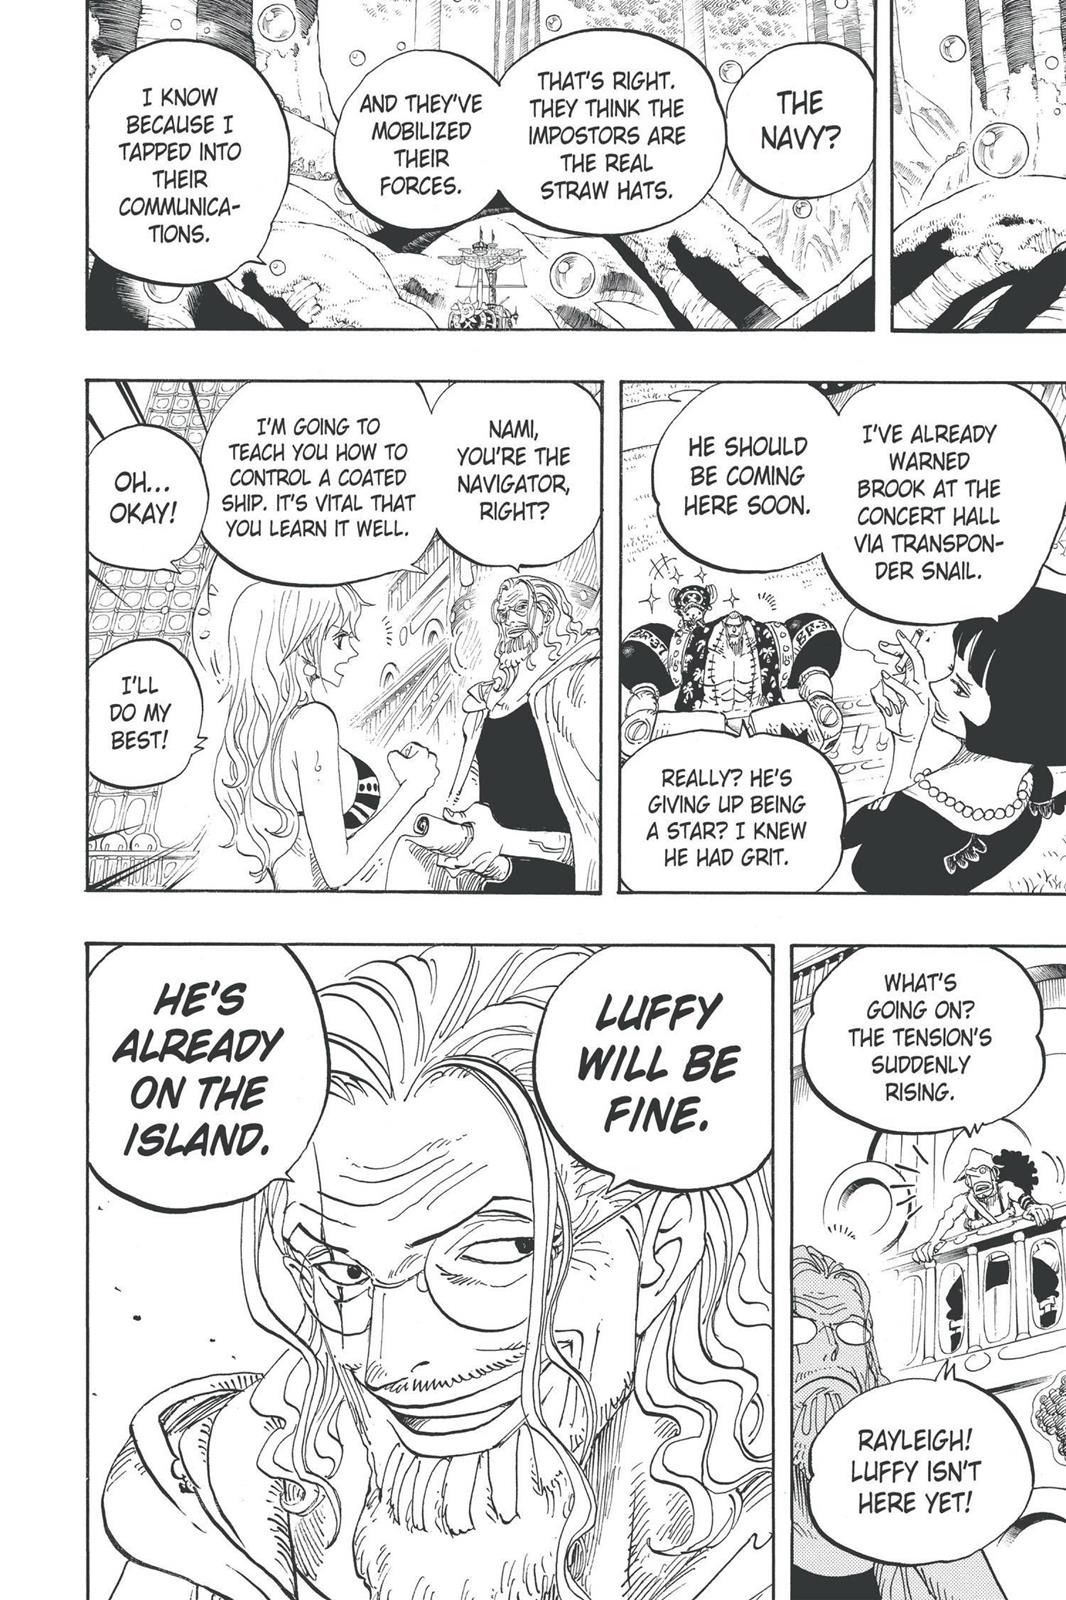 THE
NAVY?
THAT'S RIGHT.
THEY THINK THE
IMPOSTORS ARE
THE REAL
STRAW HATS.
AND THEY'VE
MOBILIZED
THEIR
FORCES.
I KNOW
BECAUSE I
TAPPED INTO
THEIR
COMMUNICA-
TIONS.
I'VE ALREADY
WARNED
BROOK AT THE
CONCERT HALL
VIA TRANSPON-
DER SNAIL.
HE SHOULD
BE COMING
HERE SOON.
REALLY? HE'S
GIVING UP BEING
A STAR? I KNEW
HE HAD GRIT.
NAMI,
YOU'RE THE
NAVIGATOR,
RIGHT?
I'M GOING TO
TEACH YOU HOW TO
CONTROL A COATED
SHIP. IT'S VITAL THAT
YOU LEARN IT WELL.
OH...
OKAY!
I'LL
DO MY
BEST!
WHAT'S
GOING ON?
THE TENSION'S
SUDDENLY
RISING.
RAYLEIGH!
LUFFY ISN'T
HERE YET!
LUFFY
WILL BE
FINE.
HE'S
ALREADY
ON THE
ISLAND.